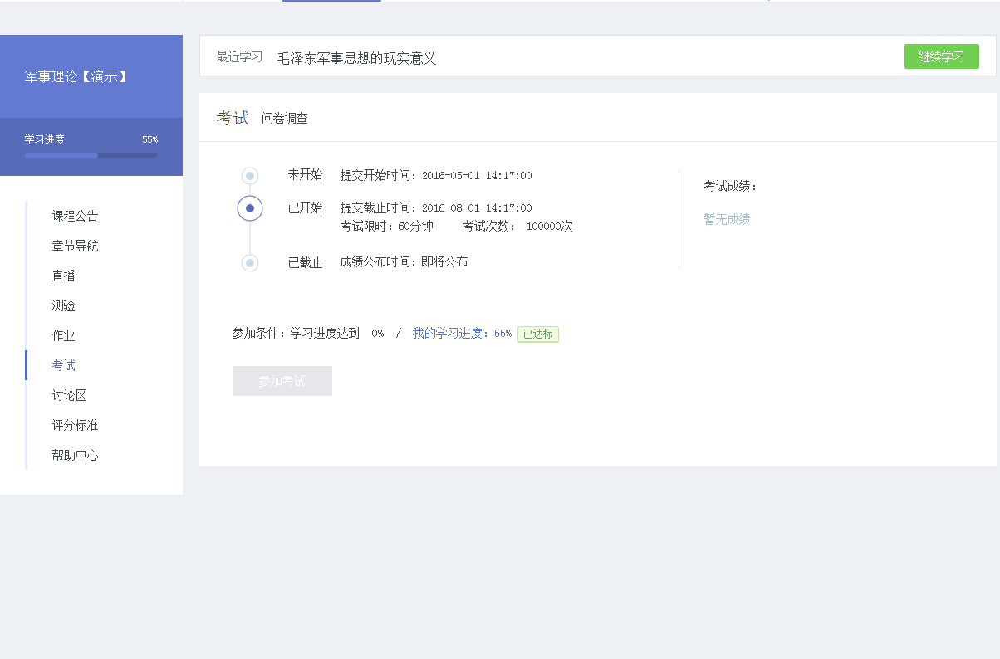 军事理论【演示】
学习进度 55%
课程公告
章节导航
直播
测验
作业
考试
讨论区
评分标准
帮助中心
最近学习 毛泽东军事思想的现实意义 继续学习
考试 问卷调查
未开始 提交开始时间：2016-05-01 14:17:00
已开始 提交截止时间：2016-08-01 14:17:00
考试限时：60分钟 考试次数： 100000次
已截止 成绩公布时间：即将公布
考试成绩：
暂无成绩
参加条件：学习进度达到 0% / 我的学习进度：55% 已达标
参加考试